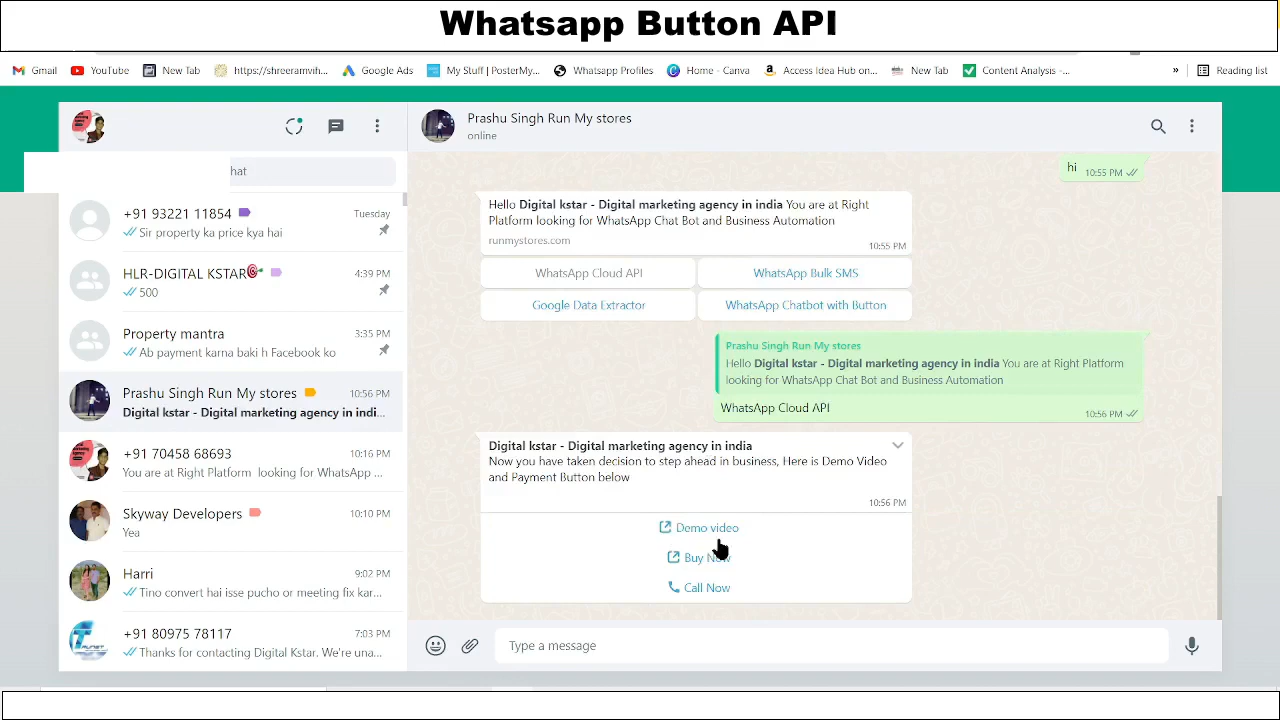 Whatsapp Button API
Gmail YouTube New Tab https://threeramvih... Google Ads My Stuff | PosterMy... Whatsapp Profiles Home - Canva Access Idea Hub on... New Tab Content Analysis -... » Reading list
hat
+91 93221 11854 Tuesday
Sir property ka price kya hai
HLR-DIGITAL KSTAR 4:39 PM
500
Property mantra 3:35 PM
Ab payment karna baki h Facebook ko
Prashu Singh Run My stores 10:56 PM
Digital kstar - Digital marketing agency in indi...
+91 70458 68693 10:16 PM
You are at Right Platform looking for WhatsApp ...
Skyway Developers 10:10 PM
Yea
Harri 9:02 PM
Tino convert hai isse pucho or meeting fix kar...
+91 80975 78117 7:03 PM
Thanks for contacting Digital Kstar. We're una...
Prashu Singh Run My stores
online
hi 10:55 PM
Hello Digital kstar - Digital marketing agency in india You are at Right
Platform looking for WhatsApp Chat Bot and Business Automation
runmystores.com
10:55 PM
WhatsApp Cloud API WhatsApp Bulk SMS
Google Data Extractor WhatsApp Chatbot with Button
Prashu Singh Run My stores
Hello Digital kstar - Digital marketing agency in india You are at Right Platform
looking for WhatsApp Chat Bot and Business Automation
WhatsApp Cloud API 10:56 PM
Digital kstar - Digital marketing agency in india
Now you have taken decision to step ahead in business, Here is Demo Video
and Payment Button below
10:56 PM
Demo video
Buy Now
Call Now
Type a message